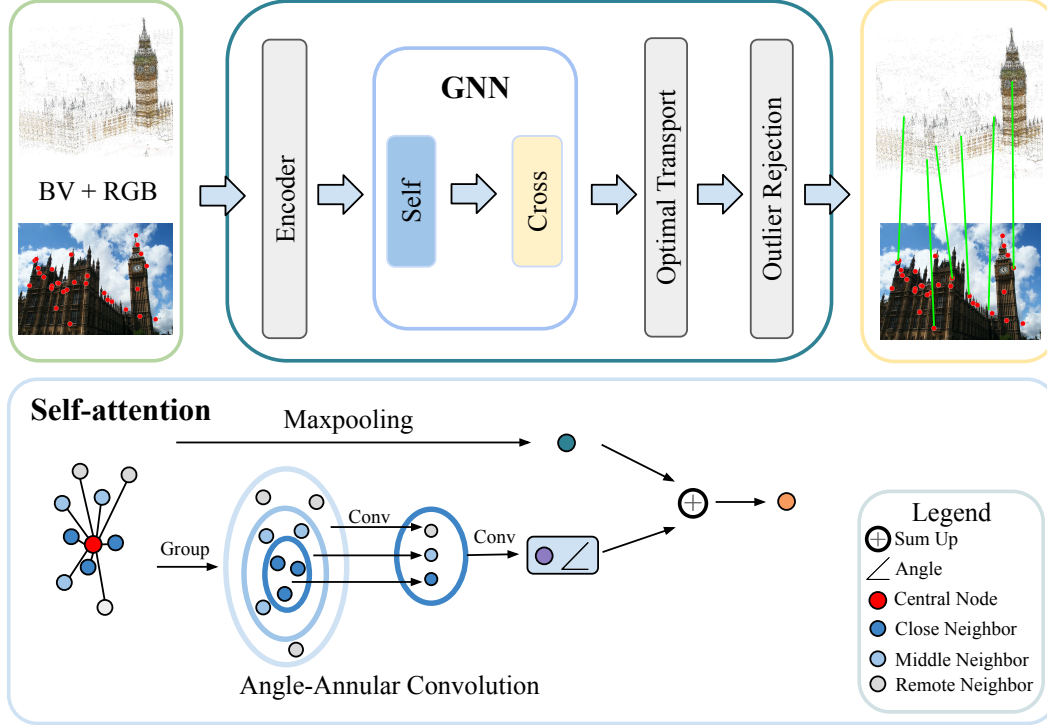 BV + RGB
Encoder
GNN
Self
Cross
Optimal Transport
Outlier Rejection
Self-attention
Maxpooling
Group
Conv
Conv
Angle-Annular Convolution
Legend
Sum Up
Angle
Central Node
Close Neighbor
Middle Neighbor
Remote Neighbor